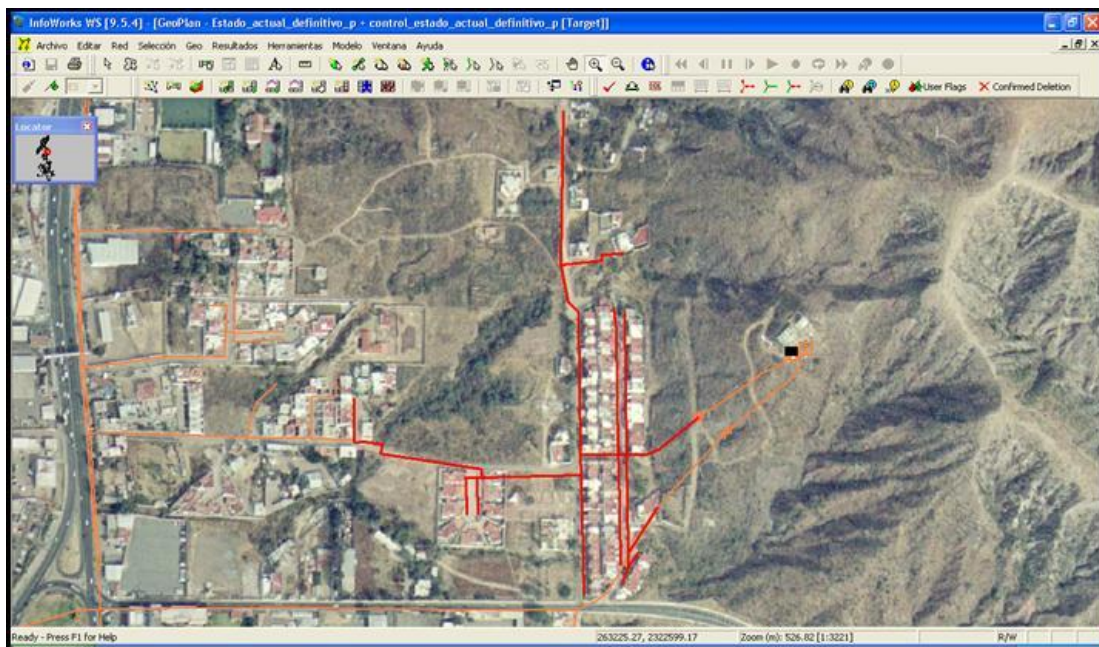 InfoWorks WS [9.5.4] - [GeoPlan - Estado_actual_definitivo_p + control_estado_actual_definitivo_p [Target]]
Archivo Editar Red Selección Geo Resultados Herramientas Modelo Ventana Ayuda
User Flags Confirmed Deletion
Locator
Ready - Press F1 for Help 263225.27, 2322599.17 Zoom (m): 526.82 [1:3221] R/W